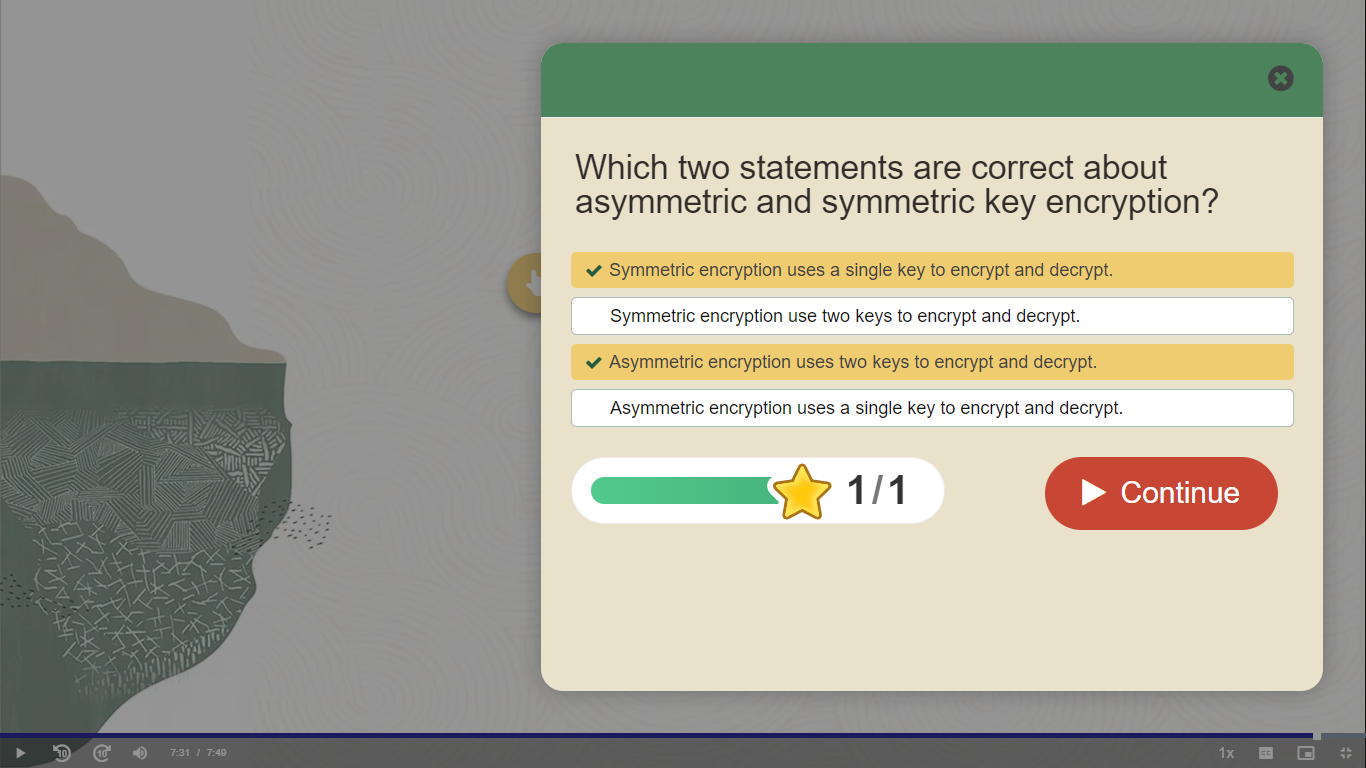 Which two statements are correct about
asymmetric and symmetric key encryption?
Symmetric encryption uses a single key to encrypt and decrypt.
Symmetric encryption use two keys to encrypt and decrypt.
Asymmetric encryption uses two keys to encrypt and decrypt.
Asymmetric encryption uses a single key to encrypt and decrypt.
1/1
Continue
10
10
7:31 / 7:49
1x
CC